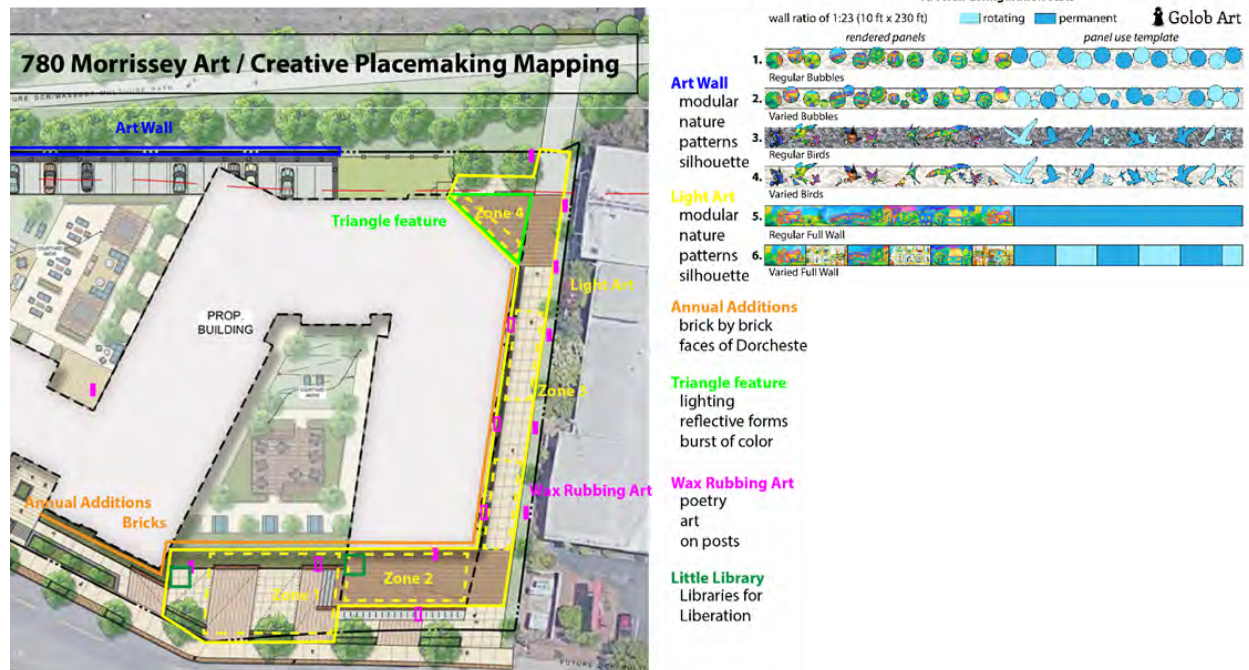 780 Morrissey Art / Creative Placemaking Mapping
Art Wall
Triangle feature
Zone 4
Light Art
PROP.
BUILDING
Zone 3
Annual Additions
Bricks
Wax Rubbing Art
Zone 1
Zone 2
wall ratio of 1:23 (10 ft x 230 ft)
rotating
permanent
Golob Art
rendered panels
panel use template
1.
Regular Bubbles
2.
Varied Bubbles
3.
Regular Birds
4.
Varied Birds
5.
Regular Full Wall
6.
Varied Full Wall
Art Wall
modular
nature
patterns
silhouette
Light Art
modular
nature
patterns
silhouette
Annual Additions
brick by brick
faces of Dorcheste
Triangle feature
lighting
reflective forms
burst of color
Wax Rubbing Art
poetry
art
on posts
Little Library
Libraries for
Liberation